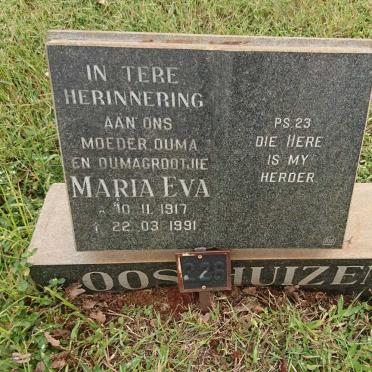 IN TERE
HERINNERING
AAN ONS
MOEDER OUMA
EN OUMAGROOTJIE
MARIA EVA
10.11.1917
22.03.1991
PS.23
DIE HERE
IS MY
HERDER
226
OOSTHUIZEN